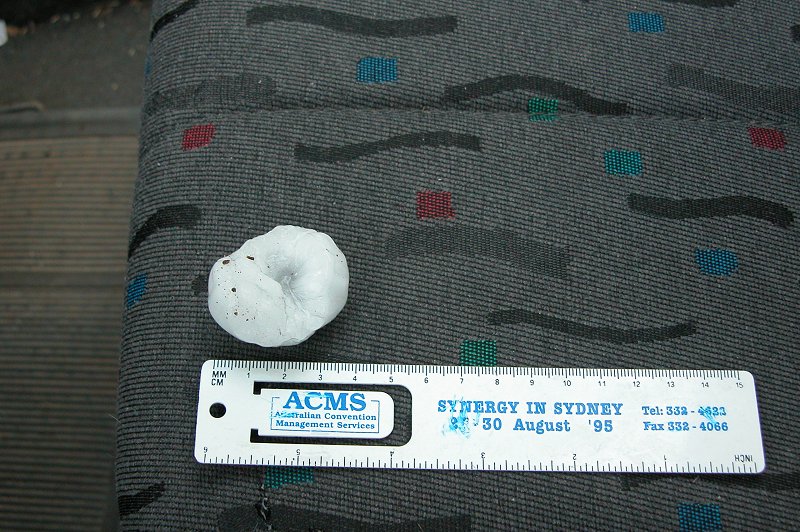 MM 1 2 3 4 5 6 7 8 9 10 11 12 13 14 15
CM
ACMS
Australian Convention
Management Services
SYNERGY IN SYDNEY
30 August '95
Tel: 332 - 4623
Fax 332 - 4066
6 5 4 3 2 1 INCH